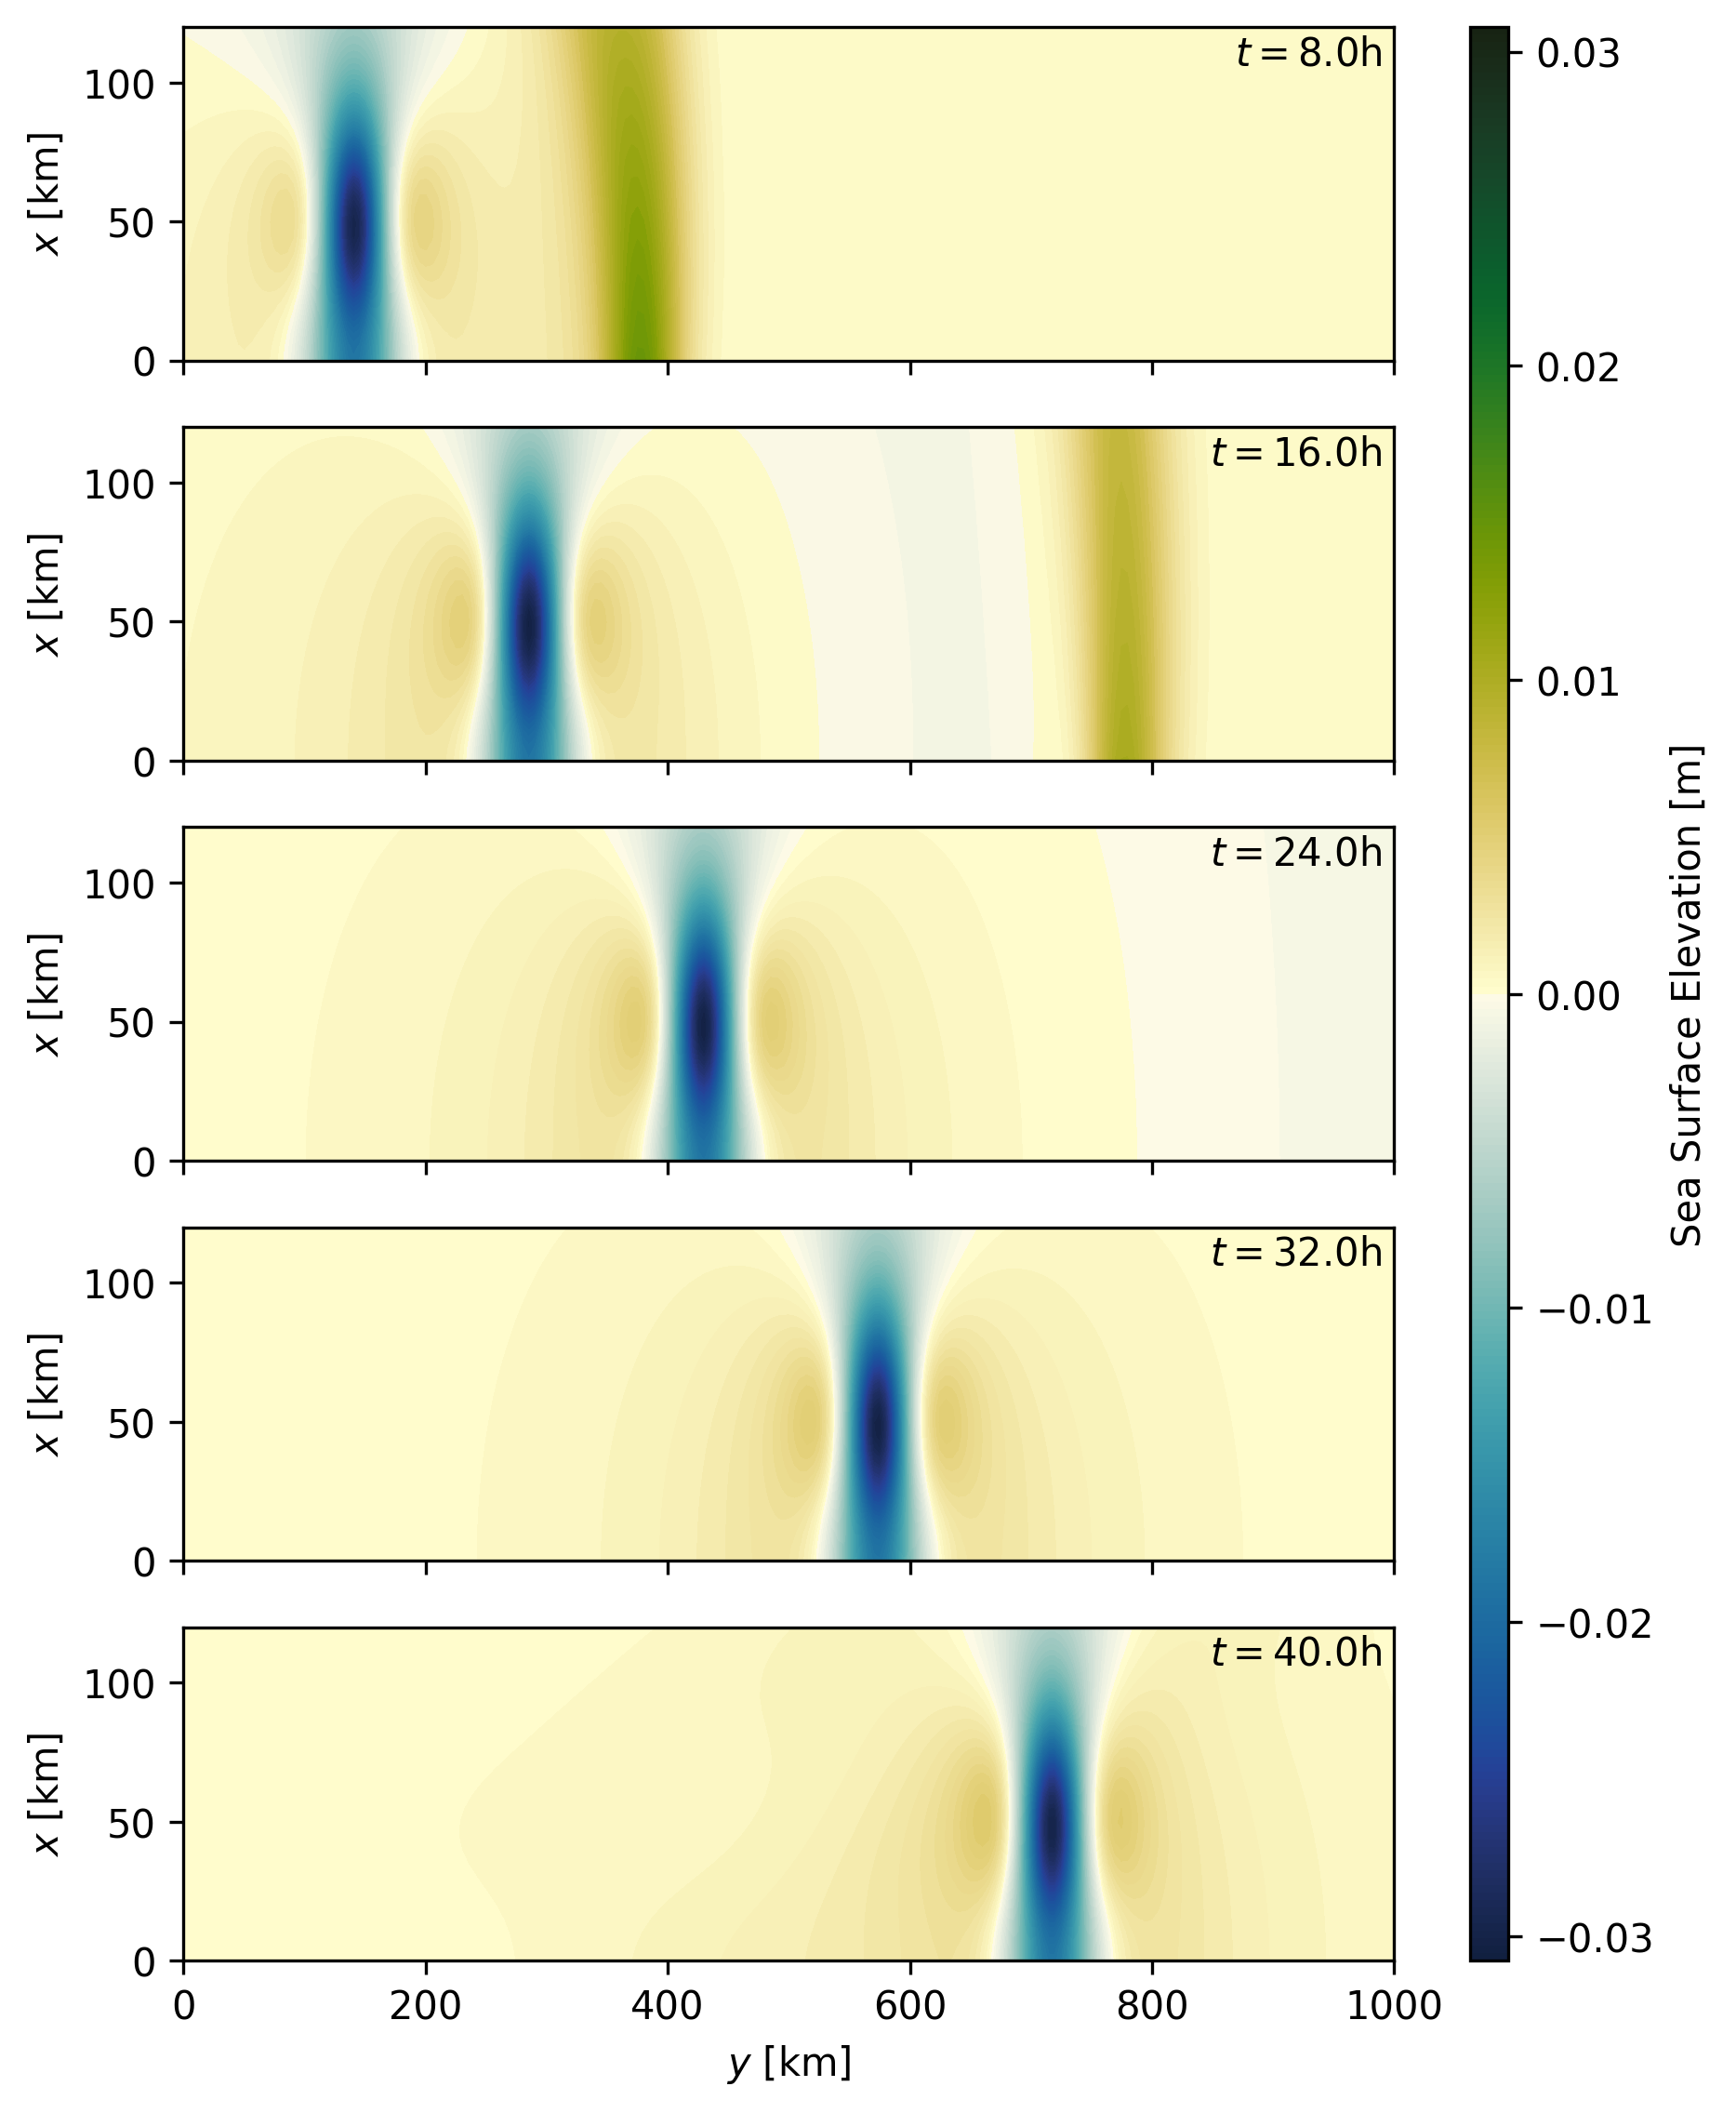 t = 8.0h
100
50
0
x [km]
t = 16.0h
100
50
0
x [km]
t = 24.0h
100
50
0
x [km]
t = 32.0h
100
50
0
x [km]
t = 40.0h
100
50
0
x [km]
0 200 400 600 800 1000
y [km]
0.03
0.02
0.01
0.00
−0.01
−0.02
−0.03
Sea Surface Elevation [m]